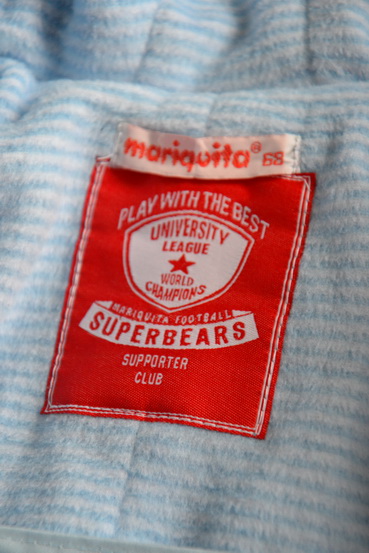 mariquita® 68
PLAY WITH THE BEST
UNIVERSITY
LEAGUE
WORLD
CHAMPIONS
MARIQUITA FOOTBALL
SUPERBEARS
SUPPORTER
CLUB